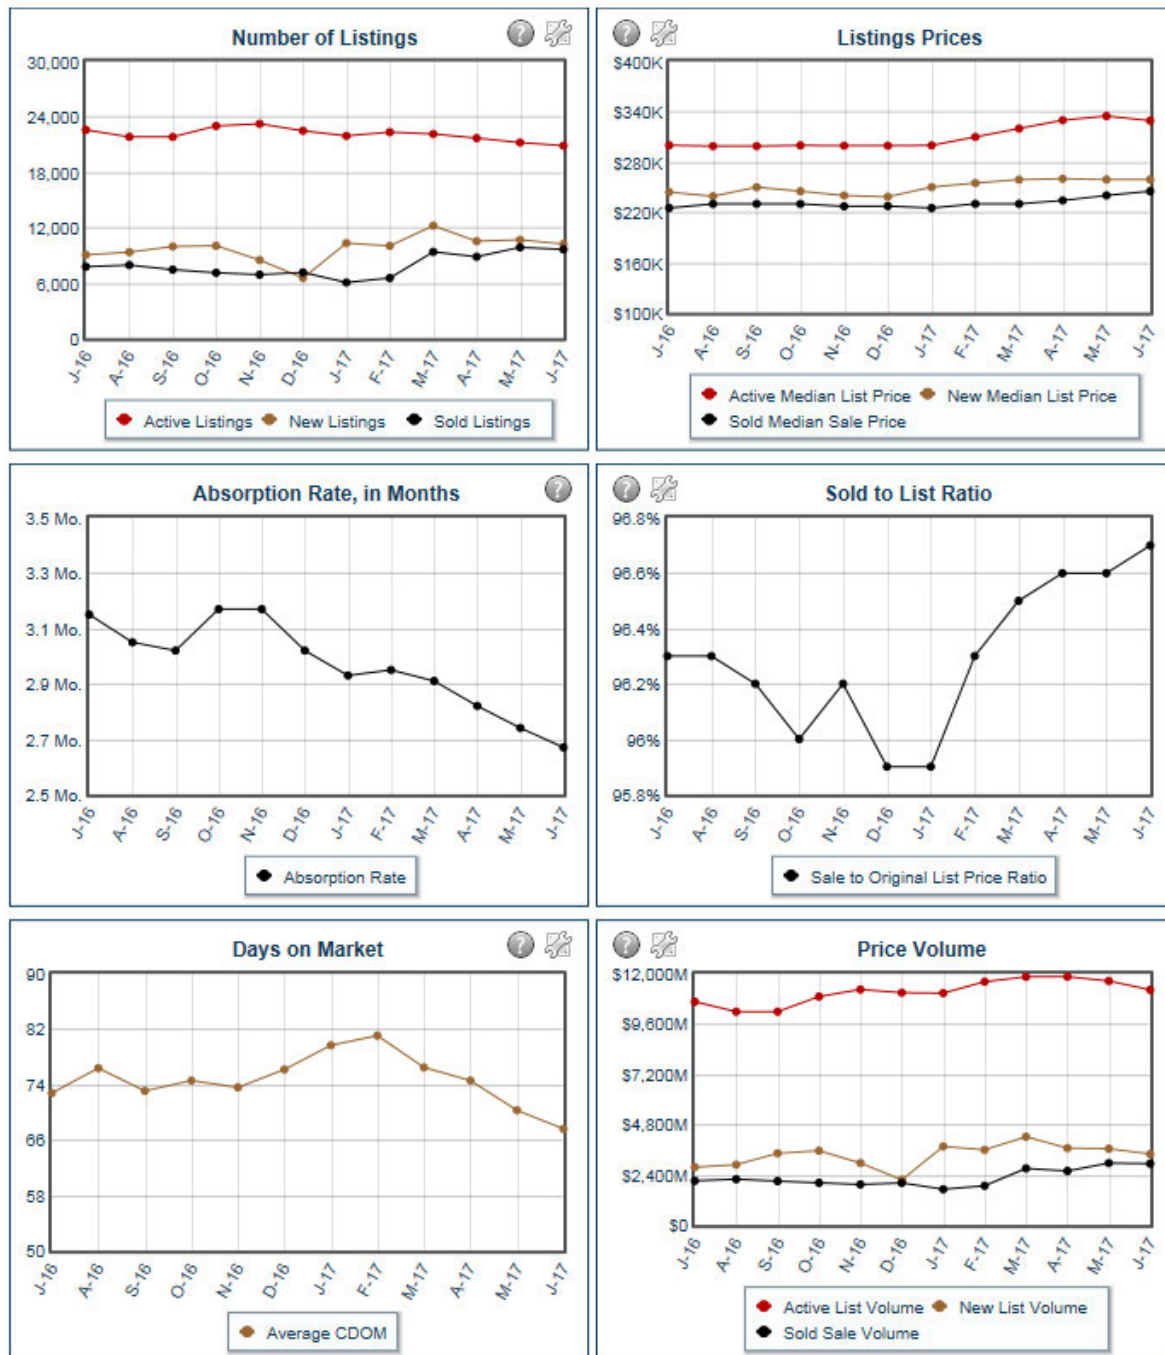 Number of Listings
?
30,000
24,000
18,000
12,000
6,000
0
J-16 A-16 S-16 O-16 N-16 D-16 J-17 F-17 M-17 A-17 M-17 J-17
Active Listings New Listings Sold Listings
?
Listings Prices
$400K
$340K
$280K
$220K
$160K
$100K
J-16 A-16 S-16 O-16 N-16 D-16 J-17 F-17 M-17 A-17 M-17 J-17
Active Median List Price New Median List Price
Sold Median Sale Price
Absorption Rate, in Months
?
3.5 Mo.
3.3 Mo.
3.1 Mo.
2.9 Mo.
2.7 Mo.
2.5 Mo.
J-16 A-16 S-16 O-16 N-16 D-16 J-17 F-17 M-17 A-17 M-17 J-17
Absorption Rate
?
Sold to List Ratio
96.8%
96.6%
96.4%
96.2%
96%
95.8%
J-16 A-16 S-16 O-16 N-16 D-16 J-17 F-17 M-17 A-17 M-17 J-17
Sale to Original List Price Ratio
Days on Market
?
90
82
74
66
58
50
J-16 A-16 S-16 O-16 N-16 D-16 J-17 F-17 M-17 A-17 M-17 J-17
Average CDOM
?
Price Volume
$12,000M
$9,600M
$7,200M
$4,800M
$2,400M
$0
J-16 A-16 S-16 O-16 N-16 D-16 J-17 F-17 M-17 A-17 M-17 J-17
Active List Volume New List Volume
Sold Sale Volume